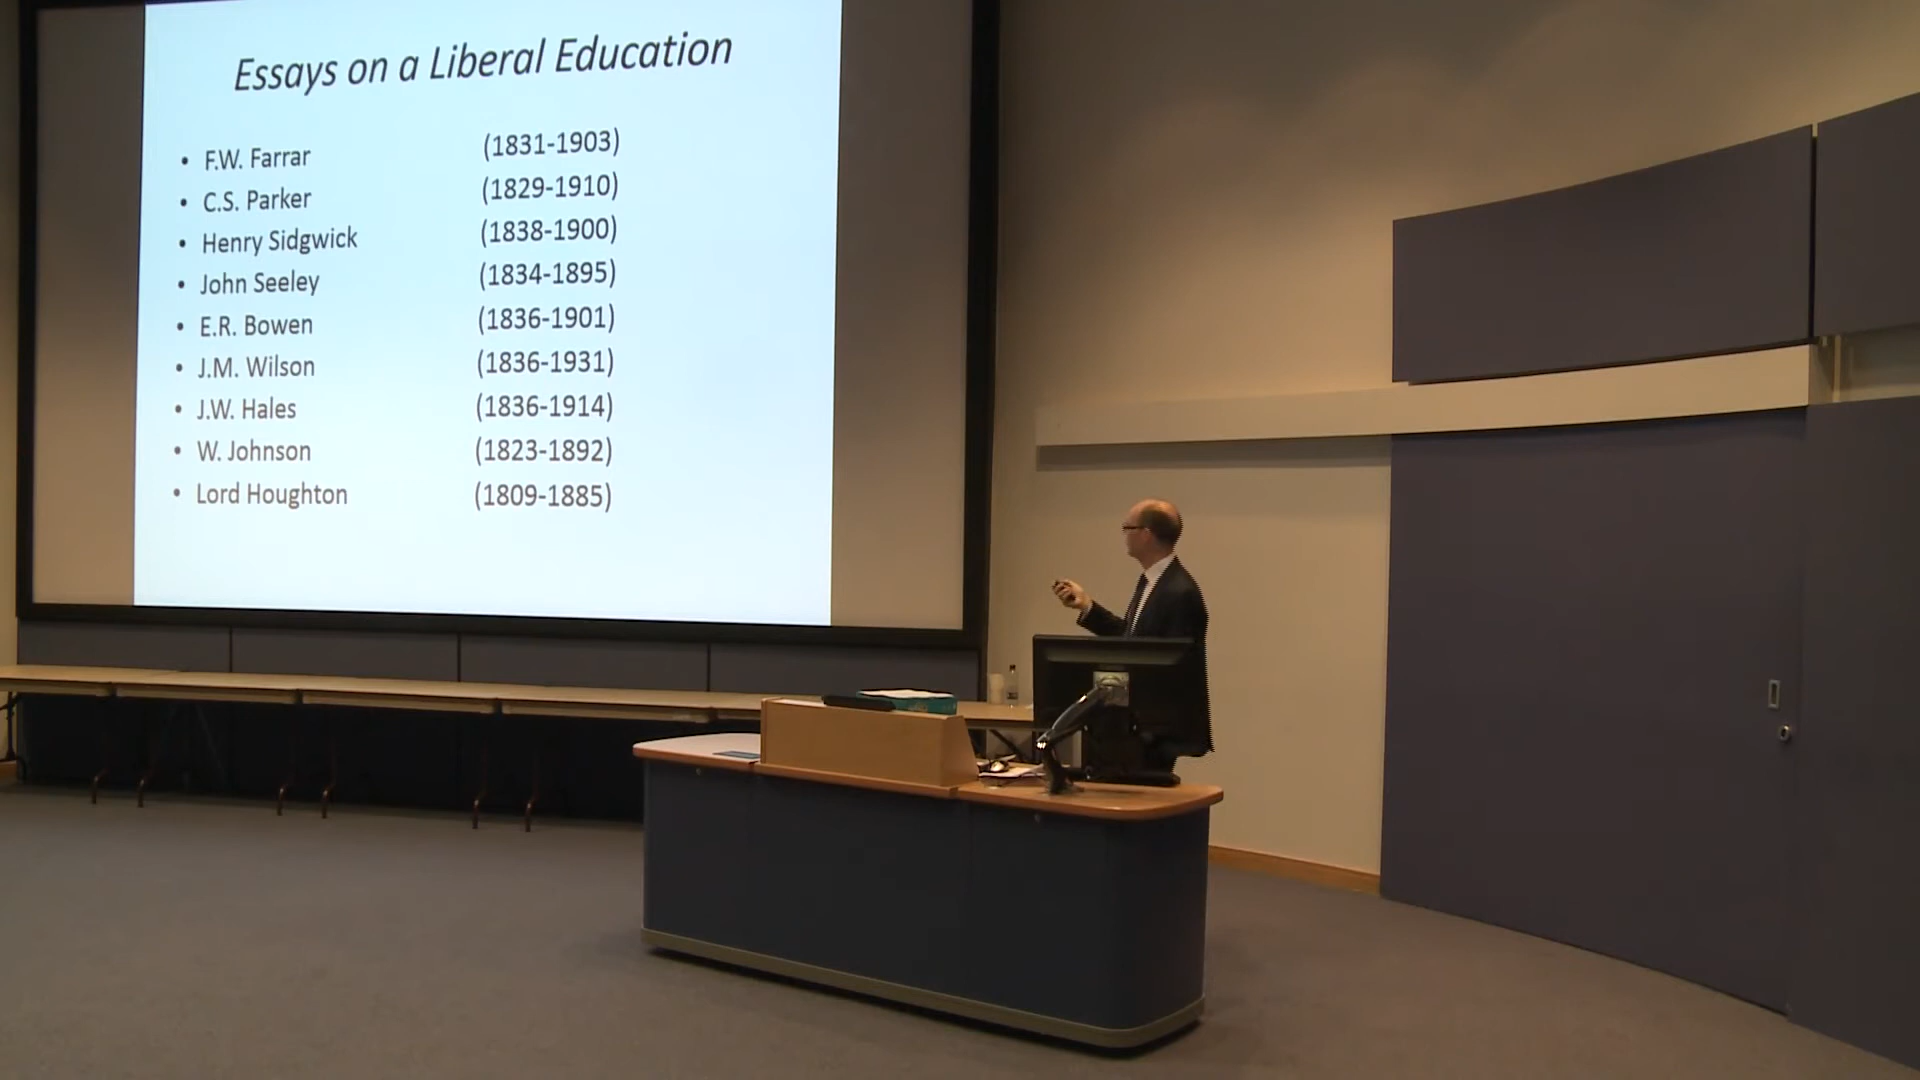 Essays on a Liberal Education
• F.W. Farrar (1831-1903)
• C.S. Parker (1829-1910)
• Henry Sidgwick (1838-1900)
• John Seeley (1834-1895)
• E.R. Bowen (1836-1901)
• J.M. Wilson (1836-1931)
• J.W. Hales (1836-1914)
• W. Johnson (1823-1892)
• Lord Houghton (1809-1885)